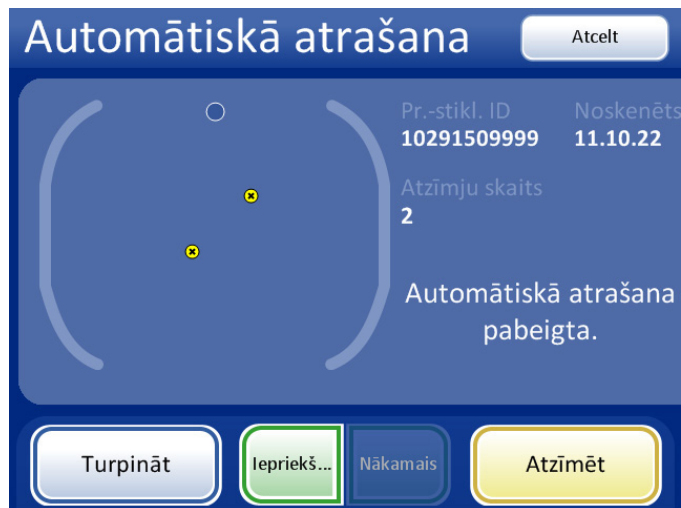 Automātiskā atrašana
Atcelt
Pr.-stikl. ID
10291509999
Noskenēts
11.10.22
Atzīmju skaits
2
Automātiskā atrašana
pabeigta.
Turpināt
Iepriekš...
Nākamais
Atzīmēt